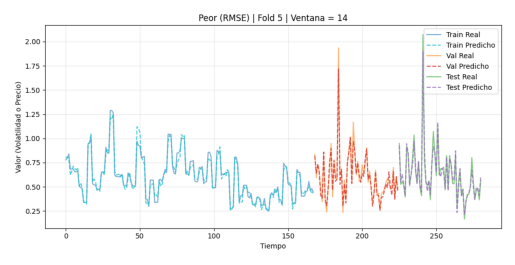 Peor (RMSE) | Fold 5 | Ventana = 14
Valor (Volatilidad o Precio)
2.00
1.75
1.50
1.25
1.00
0.75
0.50
0.25
Train Real
Train Predicho
Val Real
Val Predicho
Test Real
Test Predicho
0 50 100 150 200 250
Tiempo